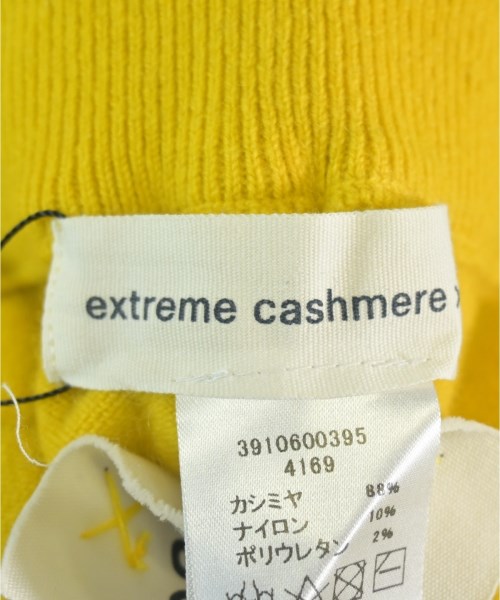 extreme cashmere x
3910600395
4169
カシミヤ 88%
ナイロン 10%
ポリウレタン 2%